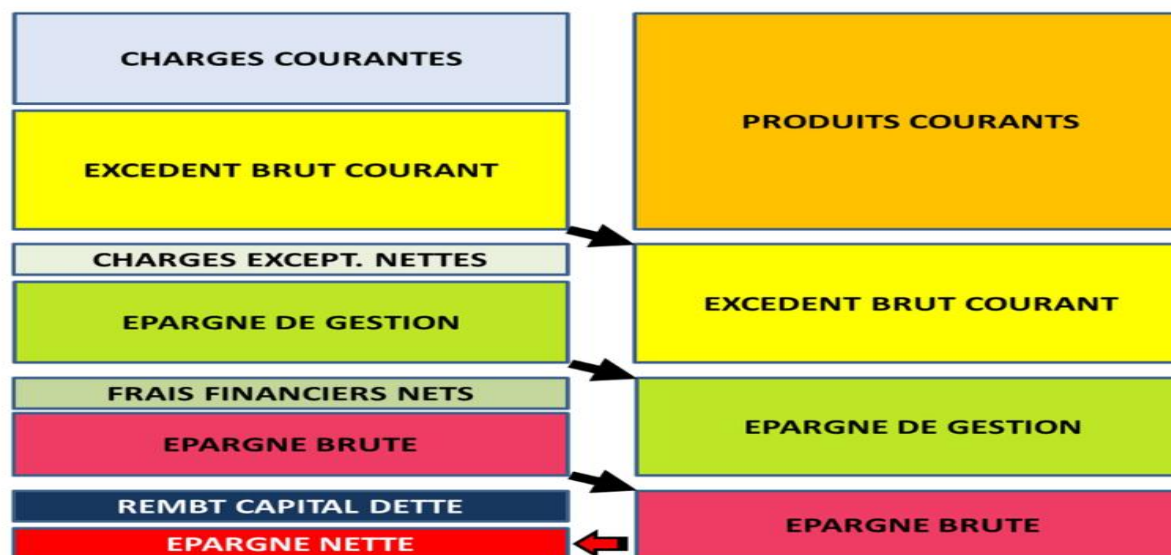 CHARGES COURANTES
PRODUITS COURANTS
EXCEDENT BRUT COURANT
CHARGES EXCEPT. NETTES
EXCEDENT BRUT COURANT
EPARGNE DE GESTION
FRAIS FINANCIERS NETS
EPARGNE DE GESTION
EPARGNE BRUTE
REMBT CAPITAL DETTE
EPARGNE BRUTE
EPARGNE NETTE